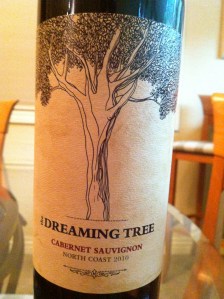 THE DREAMING TREE
CABERNET SAUVIGNON
NORTH COAST 2010